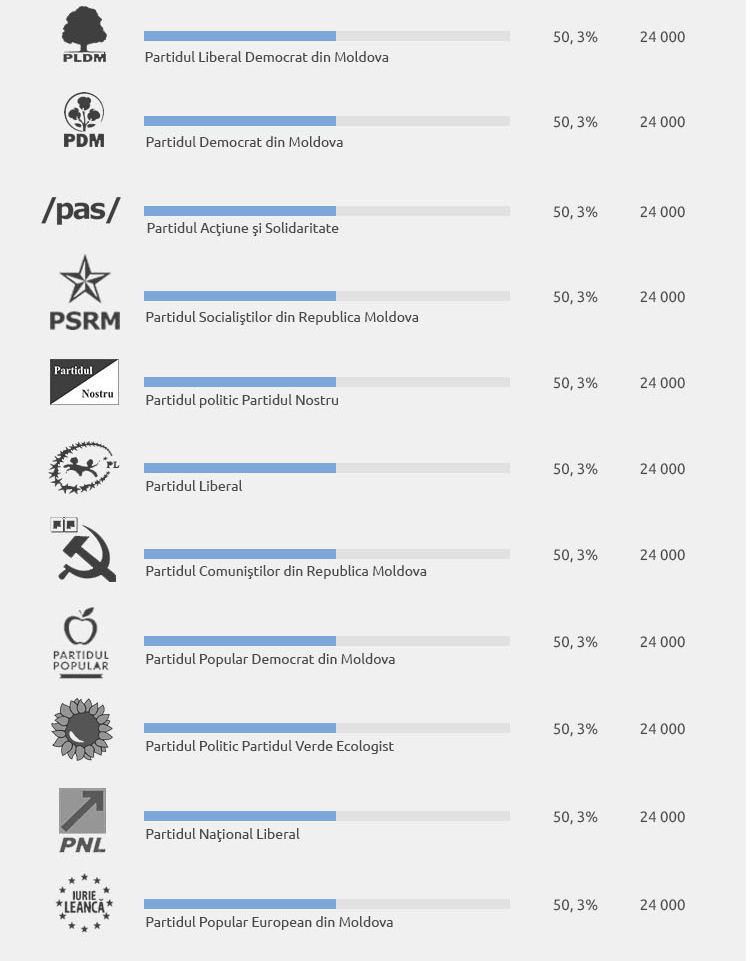 PLDM
50, 3% 24 000
Partidul Liberal Democrat din Moldova
PDM
50, 3% 24 000
Partidul Democrat din Moldova
/pas/
50, 3% 24 000
Partidul Acţiune şi Solidaritate
PSRM
50, 3% 24 000
Partidul Socialiştilor din Republica Moldova
Partidul
Nostru
50, 3% 24 000
Partidul politic Partidul Nostru
PL
50, 3% 24 000
Partidul Liberal
50, 3% 24 000
Partidul Comuniştilor din Republica Moldova
PARTIDUL
POPULAR
50, 3% 24 000
Partidul Popular Democrat din Moldova
50, 3% 24 000
Partidul Politic Partidul Verde Ecologist
PNL
50, 3% 24 000
Partidul Naţional Liberal
IURIE
LEANCĂ
50, 3% 24 000
Partidul Popular European din Moldova